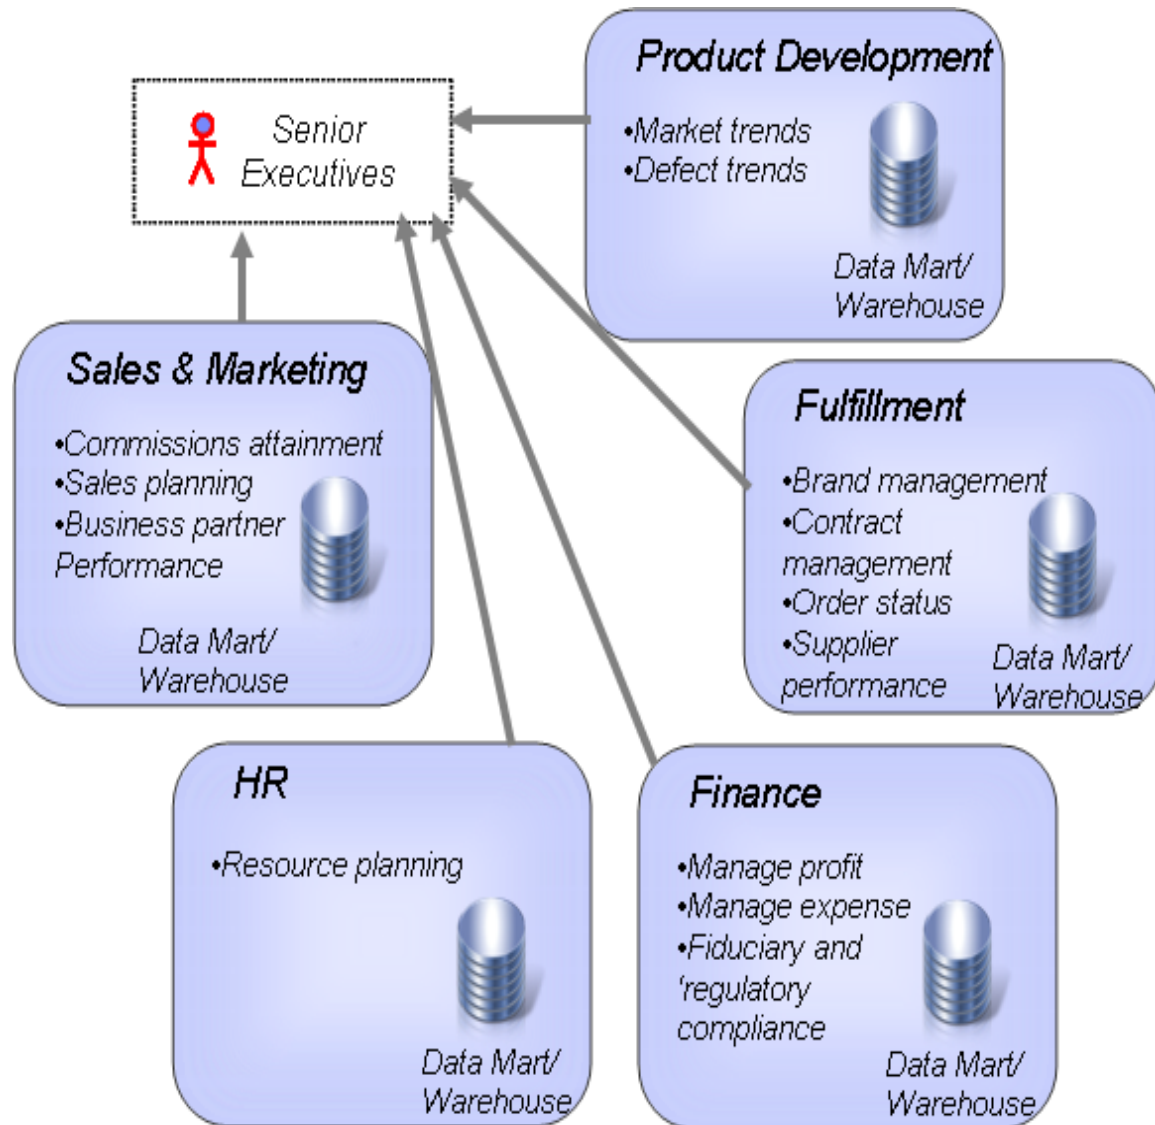 Product Development
•Market trends
•Defect trends
Data Mart/
Warehouse
Senior
Executives
Sales & Marketing
•Commissions attainment
•Sales planning
•Business partner
Performance
Data Mart/
Warehouse
Fulfillment
•Brand management
•Contract
management
•Order status
•Supplier
performance
Data Mart/
Warehouse
HR
•Resource planning
Data Mart/
Warehouse
Finance
•Manage profit
•Manage expense
•Fiduciary and
‘regulatory
compliance
Data Mart/
Warehouse